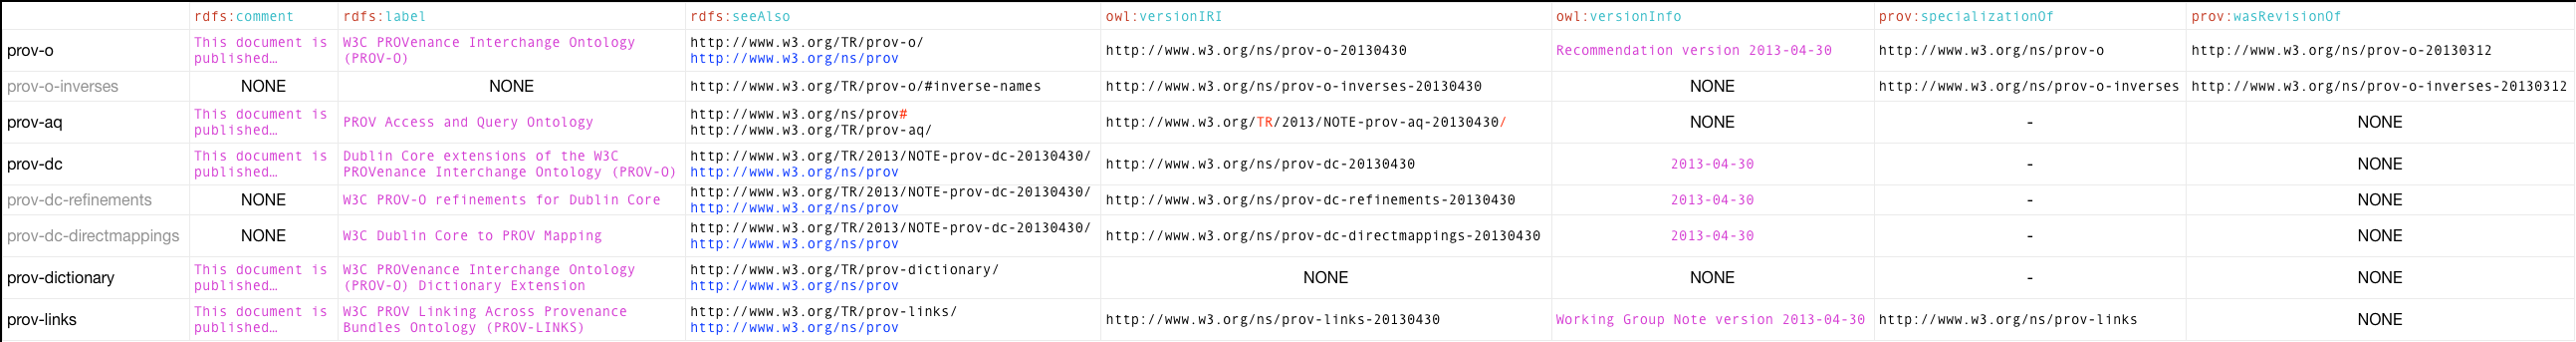 rdfs:comment rdfs:label rdfs:seeAlso owl:versionIRI owl:versionInfo prov:specializationOf prov:wasRevisionOf
prov-o
This document is
published…
W3C PROVenance Interchange Ontology
(PROV-O)
http://www.w3.org/TR/prov-o/
http://www.w3.org/ns/prov
http://www.w3.org/ns/prov-o-20130430
Recommendation version 2013-04-30
http://www.w3.org/ns/prov-o
http://www.w3.org/ns/prov-o-20130312
prov-o-inverses
NONE
NONE
http://www.w3.org/TR/prov-o/#inverse-names
http://www.w3.org/ns/prov-o-inverses-20130430
NONE
http://www.w3.org/ns/prov-o-inverses
http://www.w3.org/ns/prov-o-inverses-20130312
prov-aq
This document is
published…
PROV Access and Query Ontology
http://www.w3.org/ns/prov#
http://www.w3.org/TR/prov-aq/
http://www.w3.org/TR/2013/NOTE-prov-aq-20130430/
NONE
-
NONE
prov-dc
This document is
published…
Dublin Core extensions of the W3C
PROVenance Interchange Ontology (PROV-O)
http://www.w3.org/TR/2013/NOTE-prov-dc-20130430/
http://www.w3.org/ns/prov
http://www.w3.org/ns/prov-dc-20130430
2013-04-30
-
NONE
prov-dc-refinements
NONE
W3C PROV-O refinements for Dublin Core
http://www.w3.org/TR/2013/NOTE-prov-dc-20130430/
http://www.w3.org/ns/prov
http://www.w3.org/ns/prov-dc-refinements-20130430
2013-04-30
-
NONE
prov-dc-directmappings
NONE
W3C Dublin Core to PROV Mapping
http://www.w3.org/TR/2013/NOTE-prov-dc-20130430/
http://www.w3.org/ns/prov
http://www.w3.org/ns/prov-dc-directmappings-20130430
2013-04-30
-
NONE
prov-dictionary
This document is
published…
W3C PROVenance Interchange Ontology
(PROV-O) Dictionary Extension
http://www.w3.org/TR/prov-dictionary/
http://www.w3.org/ns/prov
NONE
NONE
-
NONE
prov-links
This document is
published…
W3C PROV Linking Across Provenance
Bundles Ontology (PROV-LINKS)
http://www.w3.org/TR/prov-links/
http://www.w3.org/ns/prov
http://www.w3.org/ns/prov-links-20130430
Working Group Note version 2013-04-30
http://www.w3.org/ns/prov-links
NONE